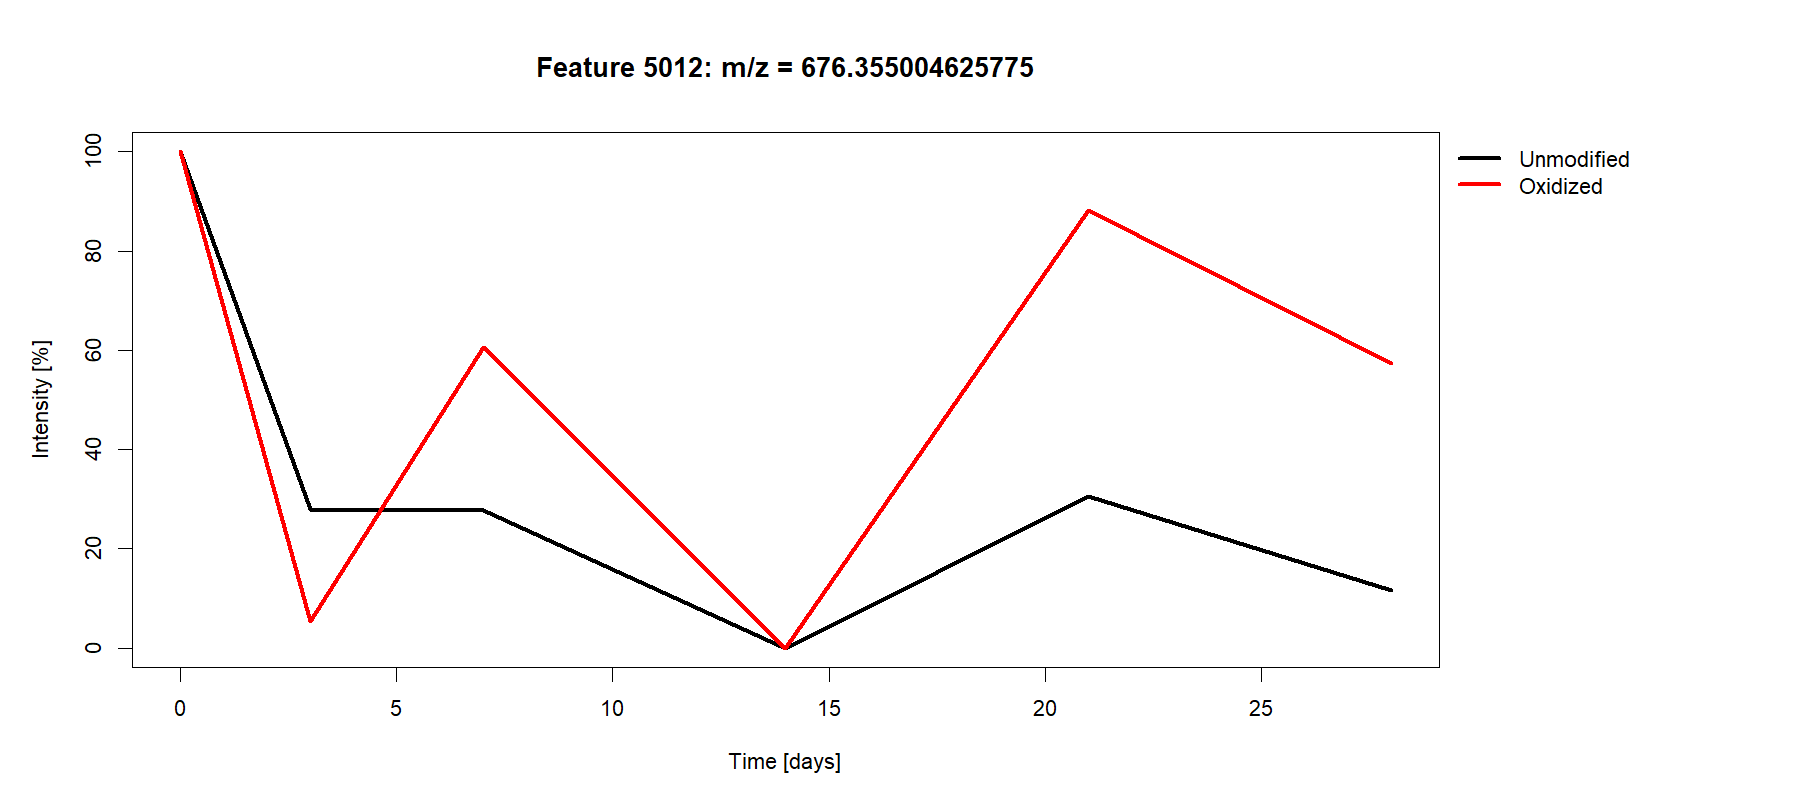 Feature 5012: m/z = 676.355004625775
Unmodified
Oxidized
100
80
60
40
20
0
Intensity [%]
0 5 10 15 20 25
Time [days]